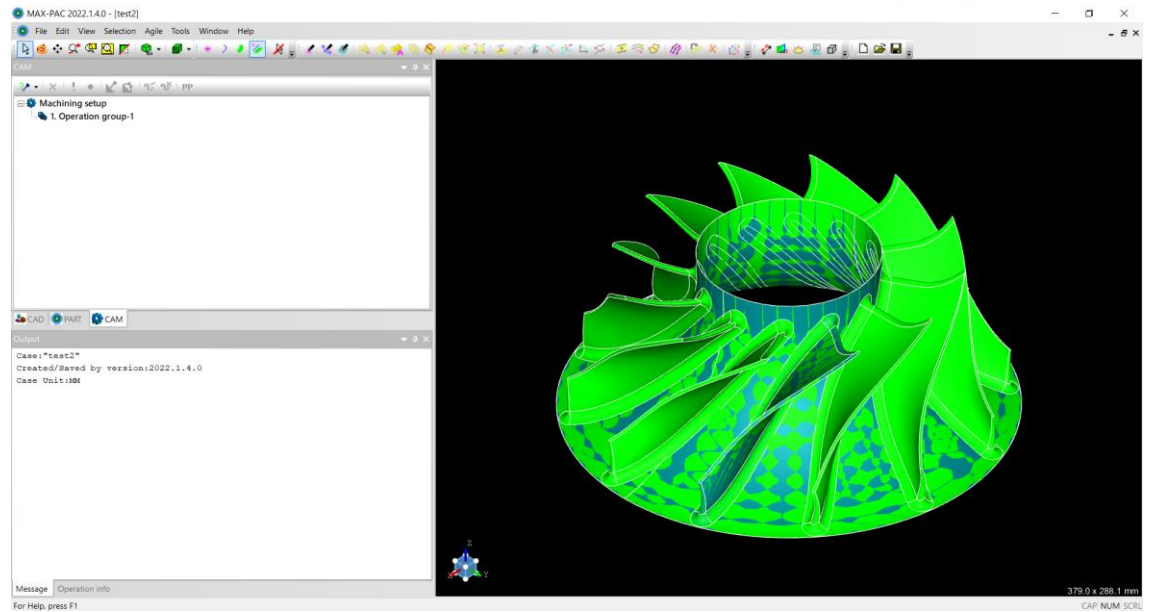 MAX-PAC 2022.1.4.0 - [test2]
File Edit View Selection Agile Tools Window Help
CAM
PP
Machining setup
1. Operation group-1
CAD PART CAM
Output
Case:"test2"
Created/Saved by version:2022.1.4.0
Case Unit:MM
Z
X Y
379.0 x 288.1 mm
Message Operation info
For Help, press F1 CAP NUM SCRL